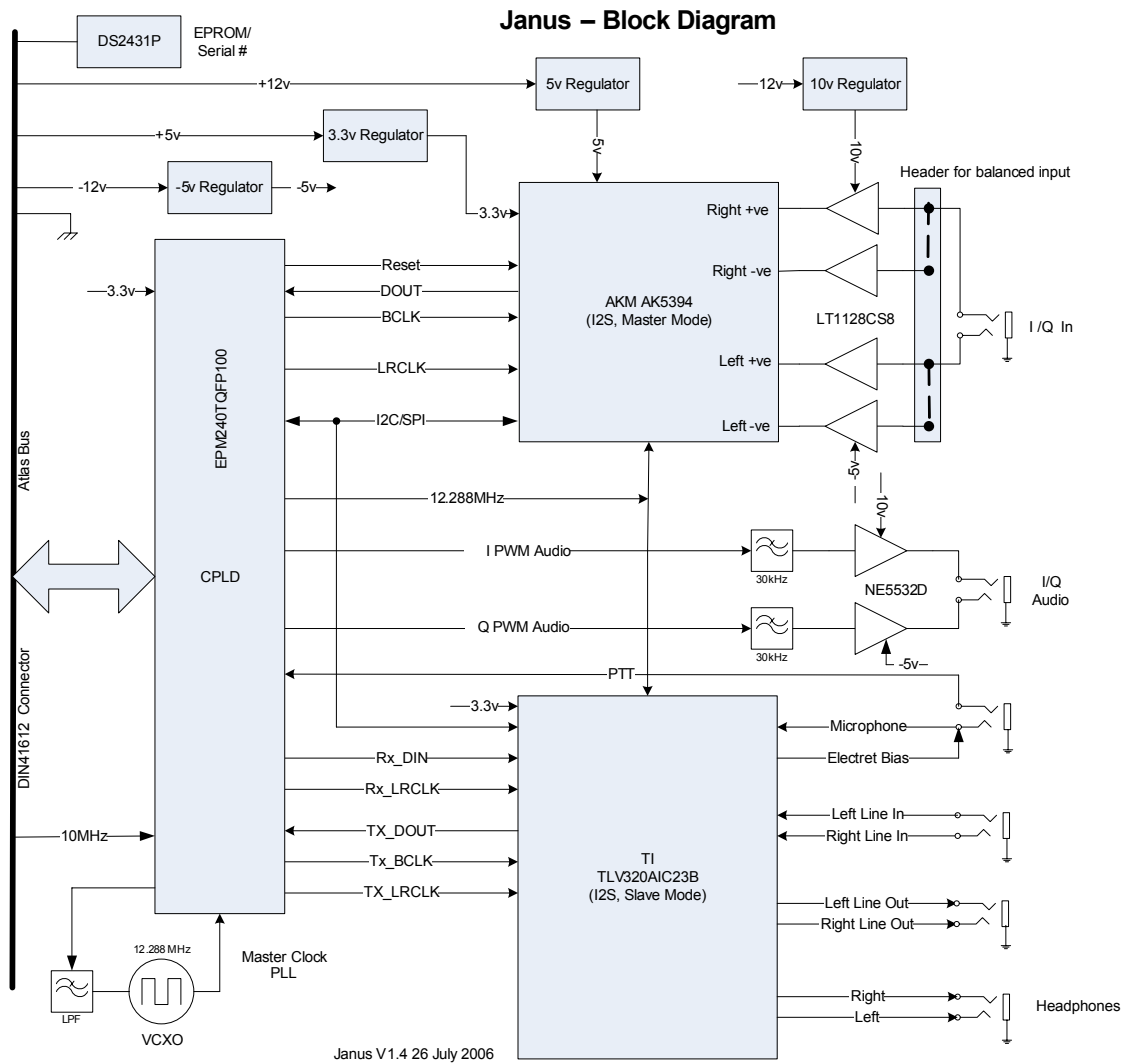 Janus – Block Diagram
DS2431P
EPROM/
Serial #
+12v
5v Regulator
12v
10v Regulator
+5v
3.3v Regulator
5v
10v
-12v
-5v Regulator
-5v
Header for balanced input
3.3v
Right +ve
Reset
Right -ve
3.3v
DOUT
AKM AK5394
(I2S, Master Mode)
BCLK
LT1128CS8
I /Q In
LRCLK
Left +ve
EPM240TQFP100
I2C/SPI
Left -ve
Atlas Bus
-5v
12.288MHz
10v
I PWM Audio
30kHz
CPLD
NE5532D
I/Q
Audio
Q PWM Audio
30kHz
-5v
PTT
DIN41612 Connector
3.3v
Microphone
Rx_DIN
Electret Bias
Rx_LRCLK
Left Line In
10MHz
TX_DOUT
Right Line In
Tx_BCLK
TI
TLV320AIC23B
(I2S, Slave Mode)
TX_LRCLK
Left Line Out
Right Line Out
12.288 MHz
Master Clock
PLL
LPF
VCXO
Right
Left
Headphones
Janus V1.4 26 July 2006